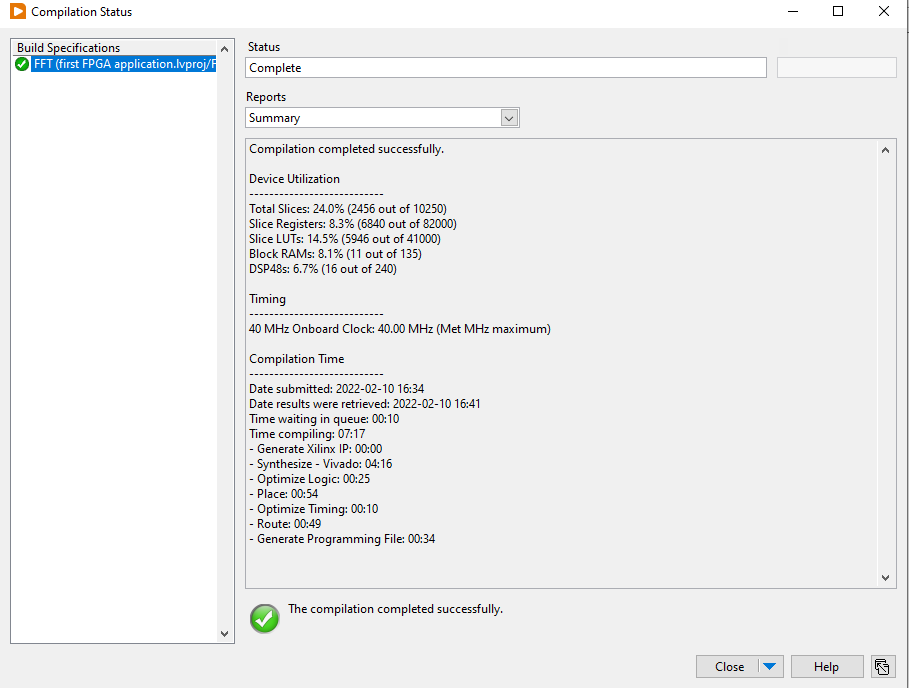 Compilation Status
Build Specifications
FFT (first FPGA application.lvproj/F
Status
Complete
Reports
Summary
Compilation completed successfully.
Device Utilization
---------------------------
Total Slices: 24.0% (2456 out of 10250)
Slice Registers: 8.3% (6840 out of 82000)
Slice LUTs: 14.5% (5946 out of 41000)
Block RAMs: 8.1% (11 out of 135)
DSP48s: 6.7% (16 out of 240)
Timing
---------------------------
40 MHz Onboard Clock: 40.00 MHz (Met MHz maximum)
Compilation Time
---------------------------
Date submitted: 2022-02-10 16:34
Date results were retrieved: 2022-02-10 16:41
Time waiting in queue: 00:10
Time compiling: 07:17
- Generate Xilinx IP: 00:00
- Synthesize - Vivado: 04:16
- Optimize Logic: 00:25
- Place: 00:54
- Optimize Timing: 00:10
- Route: 00:49
- Generate Programming File: 00:34
The compilation completed successfully.
Close
Help